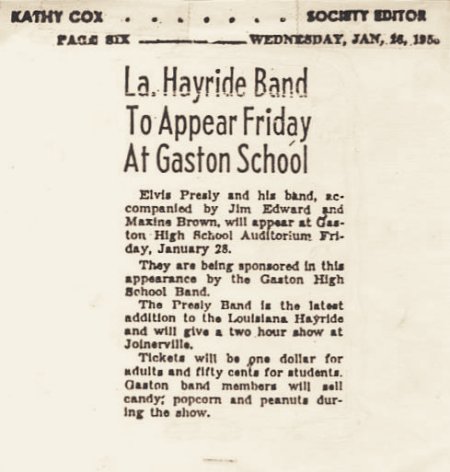 KATHY COX . . . . . . . SOCIETY EDITOR
PAGE SIX WEDNESDAY, JAN. 26,
La. Hayride Band
To Appear Friday
At Gaston School
Elvis Presly and his band, ac-
companied by Jim Edward and
Maxine Brown, will appear at Gas-
ton High School Auditorium Fri-
day, January 28.
They are being sponsored in this
appearance by the Gaston High
School Band.
The Presly Band is the latest
addition to the Louisiana Hayride
and will give a two hour show at
Joinerville.
Tickets will be one dollar for
adults and fifty cents for students.
Gaston band members will sell
candy; popcorn and peanuts dur-
ing the show.